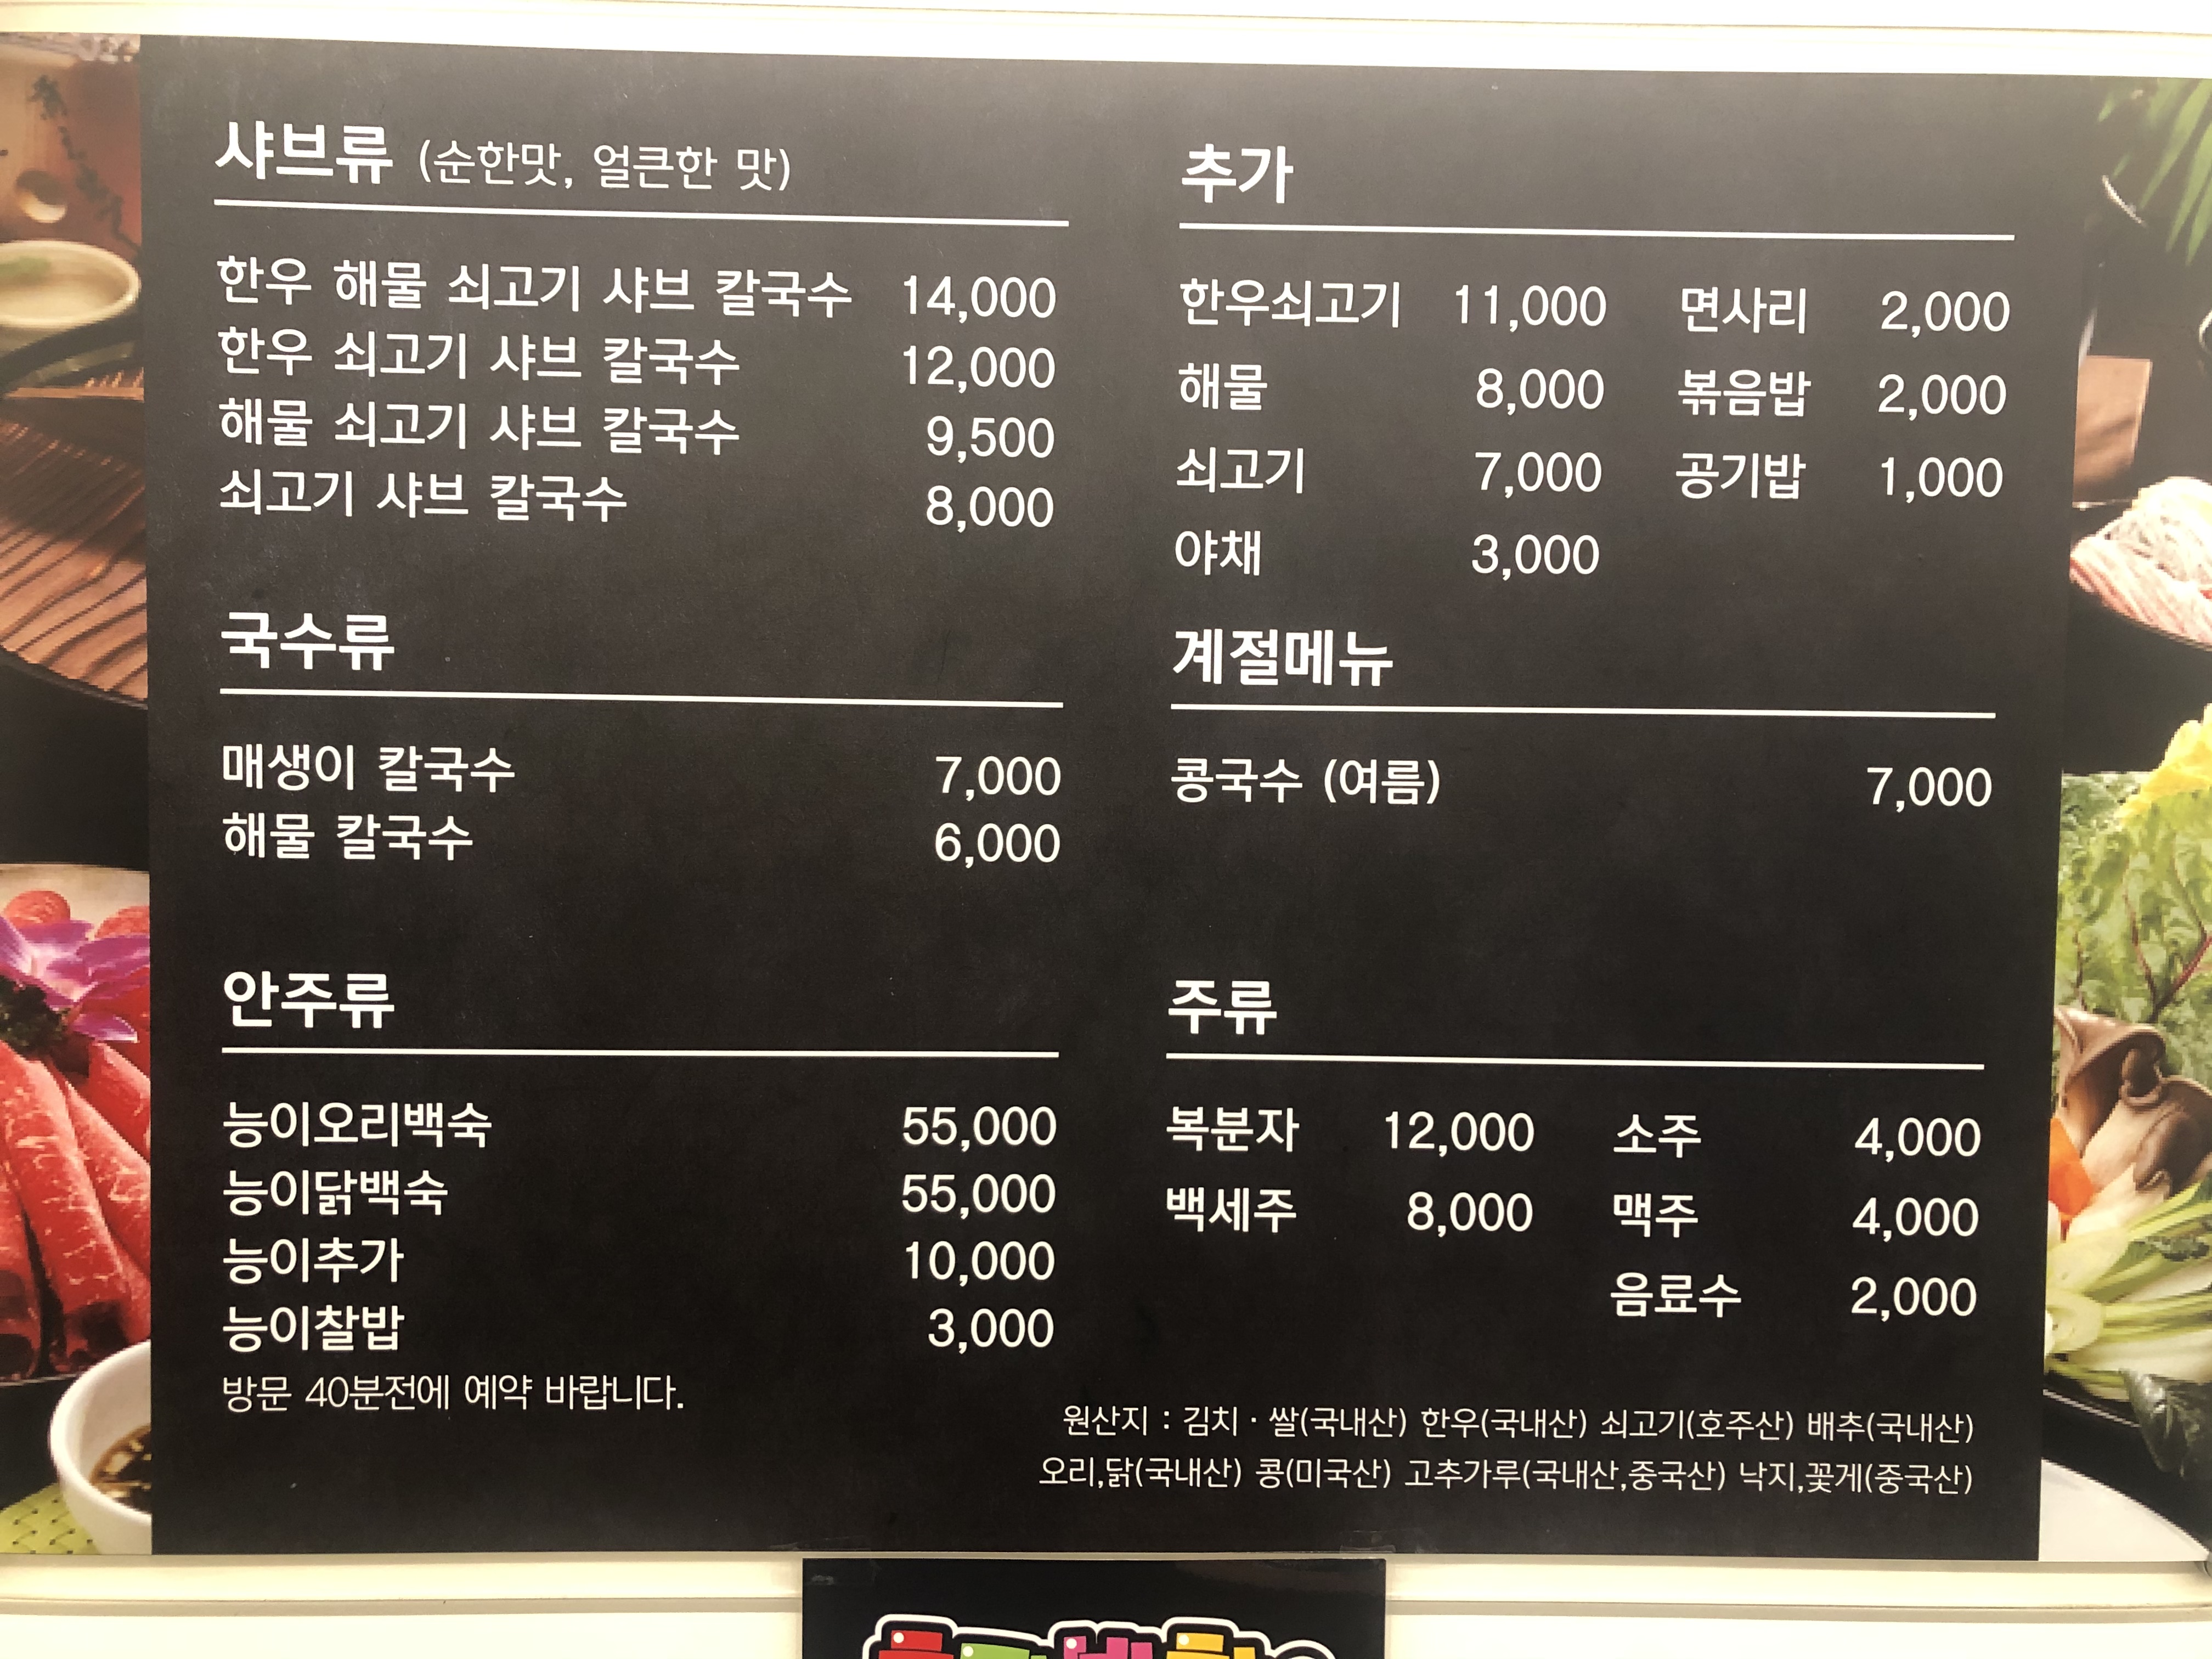 샤브류 (순한맛, 얼큰한 맛)
한우 해물 쇠고기 샤브 칼국수 14,000
한우 쇠고기 샤브 칼국수 12,000
해물 쇠고기 샤브 칼국수 9,500
쇠고기 샤브 칼국수 8,000
국수류
매생이 칼국수 7,000
해물 칼국수 6,000
안주류
능이오리백숙 55,000
능이닭백숙 55,000
능이추가 10,000
능이찰밥 3,000
방문 40분전에 예약 바랍니다.
추가
한우쇠고기 11,000 면사리 2,000
해물 8,000 볶음밥 2,000
쇠고기 7,000 공기밥 1,000
야채 3,000
계절메뉴
콩국수 (여름) 7,000
주류
복분자 12,000 소주 4,000
백세주 8,000 맥주 4,000
음료수 2,000
원산지 : 김치 · 쌀(국내산) 한우(국내산) 쇠고기(호주산) 배추(국내산)
오리,닭(국내산) 콩(미국산) 고추가루(국내산,중국산) 낙지,꽃게(중국산)